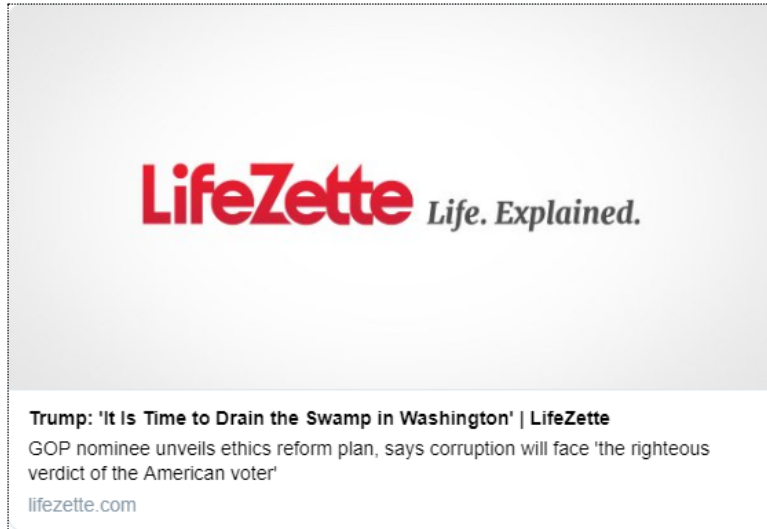 LifeZette Life. Explained.
Trump: 'It Is Time to Drain the Swamp in Washington' | LifeZette
GOP nominee unveils ethics reform plan, says corruption will face 'the righteous
verdict of the American voter'
lifezette.com